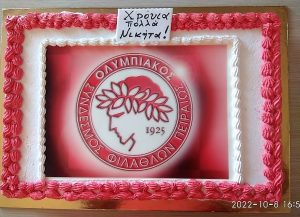 Χρόνια
πολλά
Νικήτα!
ΟΛΥΜΠΙΑΚΟΣ
ΣΥΝΔΕΣΜΟΣ ΦΙΛΑΘΛΩΝ ΠΕΙΡΑΙΩΣ
1925
2022-10-8 16:5